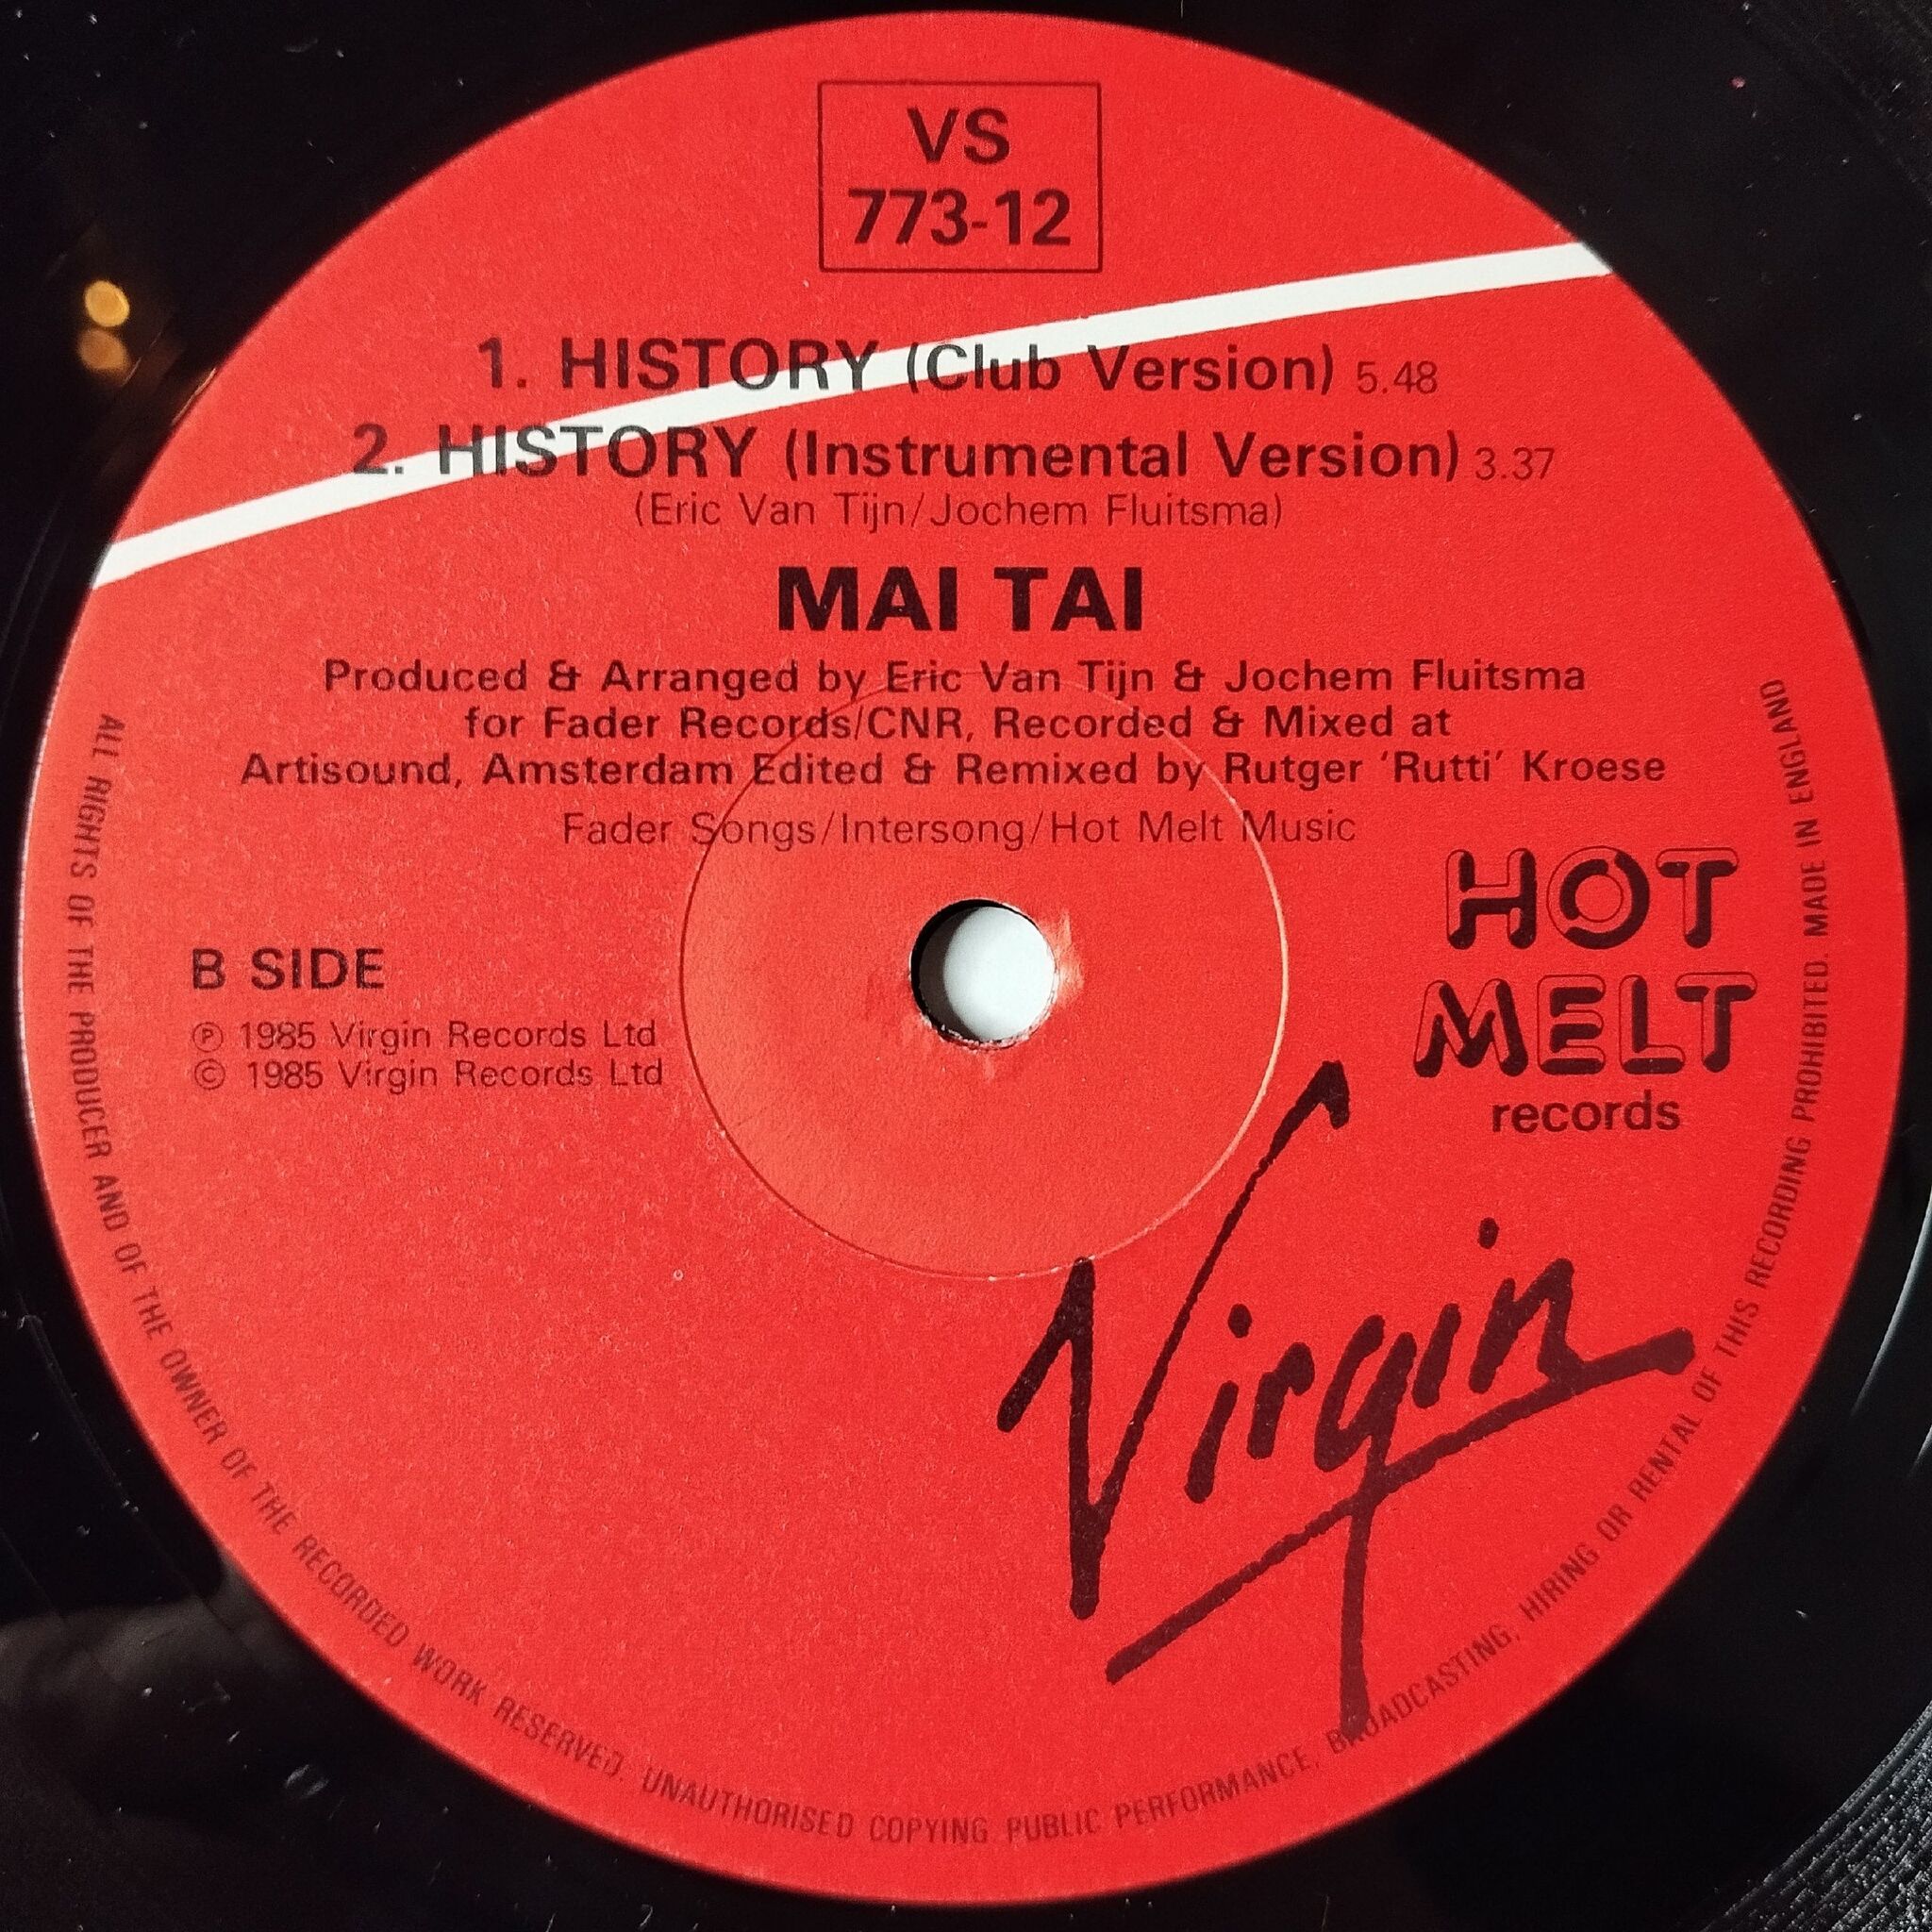 VS
773-12
1. HISTORY (Club Version) 5.48
2. HISTORY (Instrumental Version) 3.37
(Eric Van Tijn/Jochem Fluitsma)
MAI TAI
Produced & Arranged by Eric Van Tijn & Jochem Fluitsma
for Fader Records/CNR, Recorded & Mixed at
Artisound, Amsterdam Edited & Remixed by Rutger ‘Rutti’ Kroese
Fader Songs/Intersong/Hot Melt Music
B SIDE
℗ 1985 Virgin Records Ltd
© 1985 Virgin Records Ltd
HOT
MELT
records
Virgin
ALL RIGHTS OF THE PRODUCER AND OF THE OWNER OF THE RECORDED WORK RESERVED. UNAUTHORISED COPYING. PUBLIC PERFORMANCE, BROADCASTING, HIRING OR RENTAL OF THIS RECORDING PROHIBITED. MADE IN ENGLAND